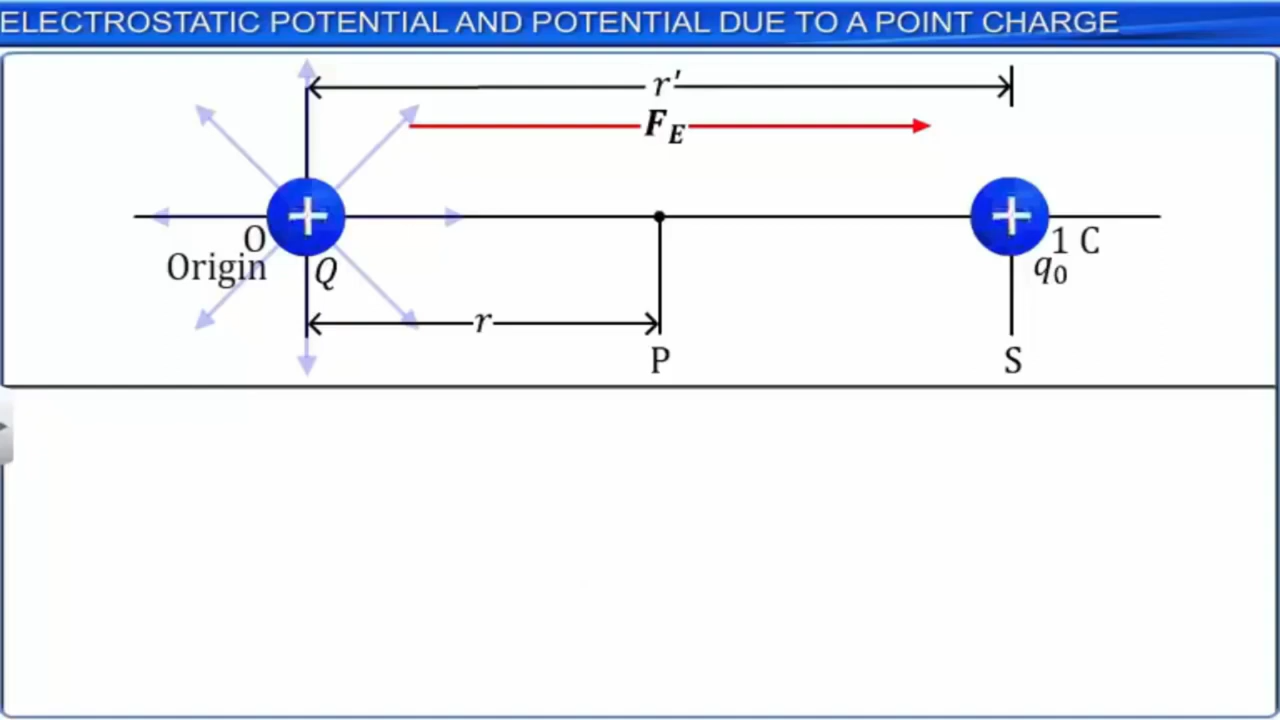 ELECTROSTATIC POTENTIAL AND POTENTIAL DUE TO A POINT CHARGE
r′
F_E
O
Origin
Q
1 C
q₀
r
P
S